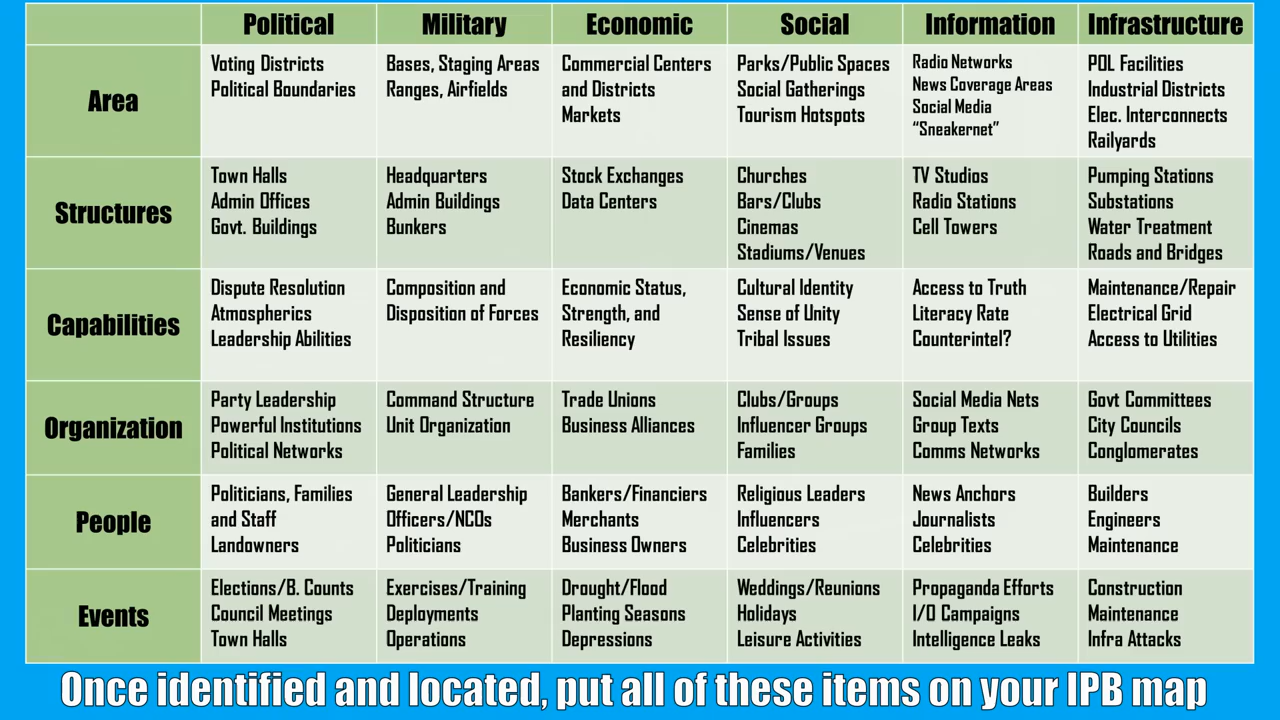 Political Military Economic Social Information Infrastructure
Area
Voting Districts
Political Boundaries
Bases, Staging Areas
Ranges, Airfields
Commercial Centers
and Districts
Markets
Parks/Public Spaces
Social Gatherings
Tourism Hotspots
Radio Networks
News Coverage Areas
Social Media
“Sneakernet”
POL Facilities
Industrial Districts
Elec. Interconnects
Railyards
Structures
Town Halls
Admin Offices
Govt. Buildings
Headquarters
Admin Buildings
Bunkers
Stock Exchanges
Data Centers
Churches
Bars/Clubs
Cinemas
Stadiums/Venues
TV Studios
Radio Stations
Cell Towers
Pumping Stations
Substations
Water Treatment
Roads and Bridges
Capabilities
Dispute Resolution
Atmospherics
Leadership Abilities
Composition and
Disposition of Forces
Economic Status,
Strength, and
Resiliency
Cultural Identity
Sense of Unity
Tribal Issues
Access to Truth
Literacy Rate
Counterintel?
Maintenance/Repair
Electrical Grid
Access to Utilities
Organization
Party Leadership
Powerful Institutions
Political Networks
Command Structure
Unit Organization
Trade Unions
Business Alliances
Clubs/Groups
Influencer Groups
Families
Social Media Nets
Group Texts
Comms Networks
Govt Committees
City Councils
Conglomerates
People
Politicians, Families
and Staff
Landowners
General Leadership
Officers/NCOs
Politicians
Bankers/Financiers
Merchants
Business Owners
Religious Leaders
Influencers
Celebrities
News Anchors
Journalists
Celebrities
Builders
Engineers
Maintenance
Events
Elections/B. Counts
Council Meetings
Town Halls
Exercises/Training
Deployments
Operations
Drought/Flood
Planting Seasons
Depressions
Weddings/Reunions
Holidays
Leisure Activities
Propaganda Efforts
I/O Campaigns
Intelligence Leaks
Construction
Maintenance
Infra Attacks
Once identified and located, put all of these items on your IPB map